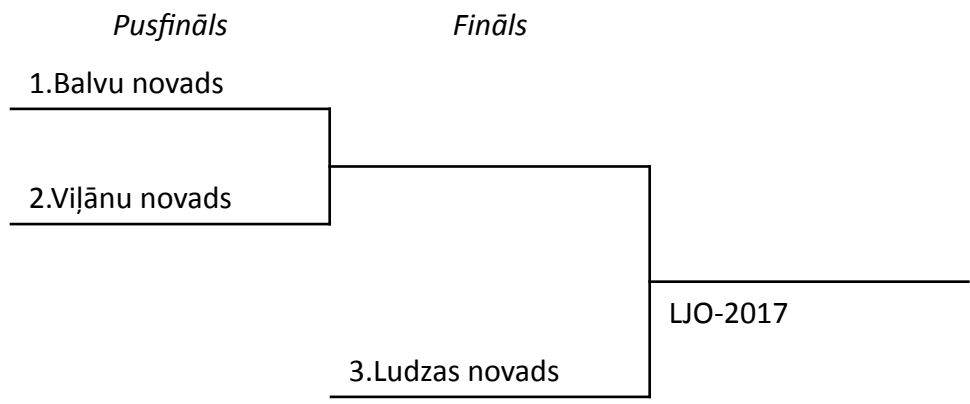 Pusfināls
Fināls
1.Balvu novads
2.Viļānu novads
LJO-2017
3.Ludzas novads